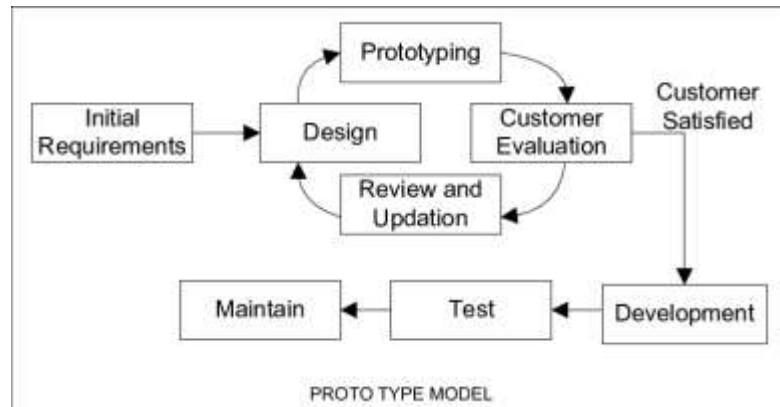 Prototyping
Customer
Satisfied
Initial
Requirements
Design
Customer
Evaluation
Review and
Updation
Maintain
Test
Development
PROTO TYPE MODEL